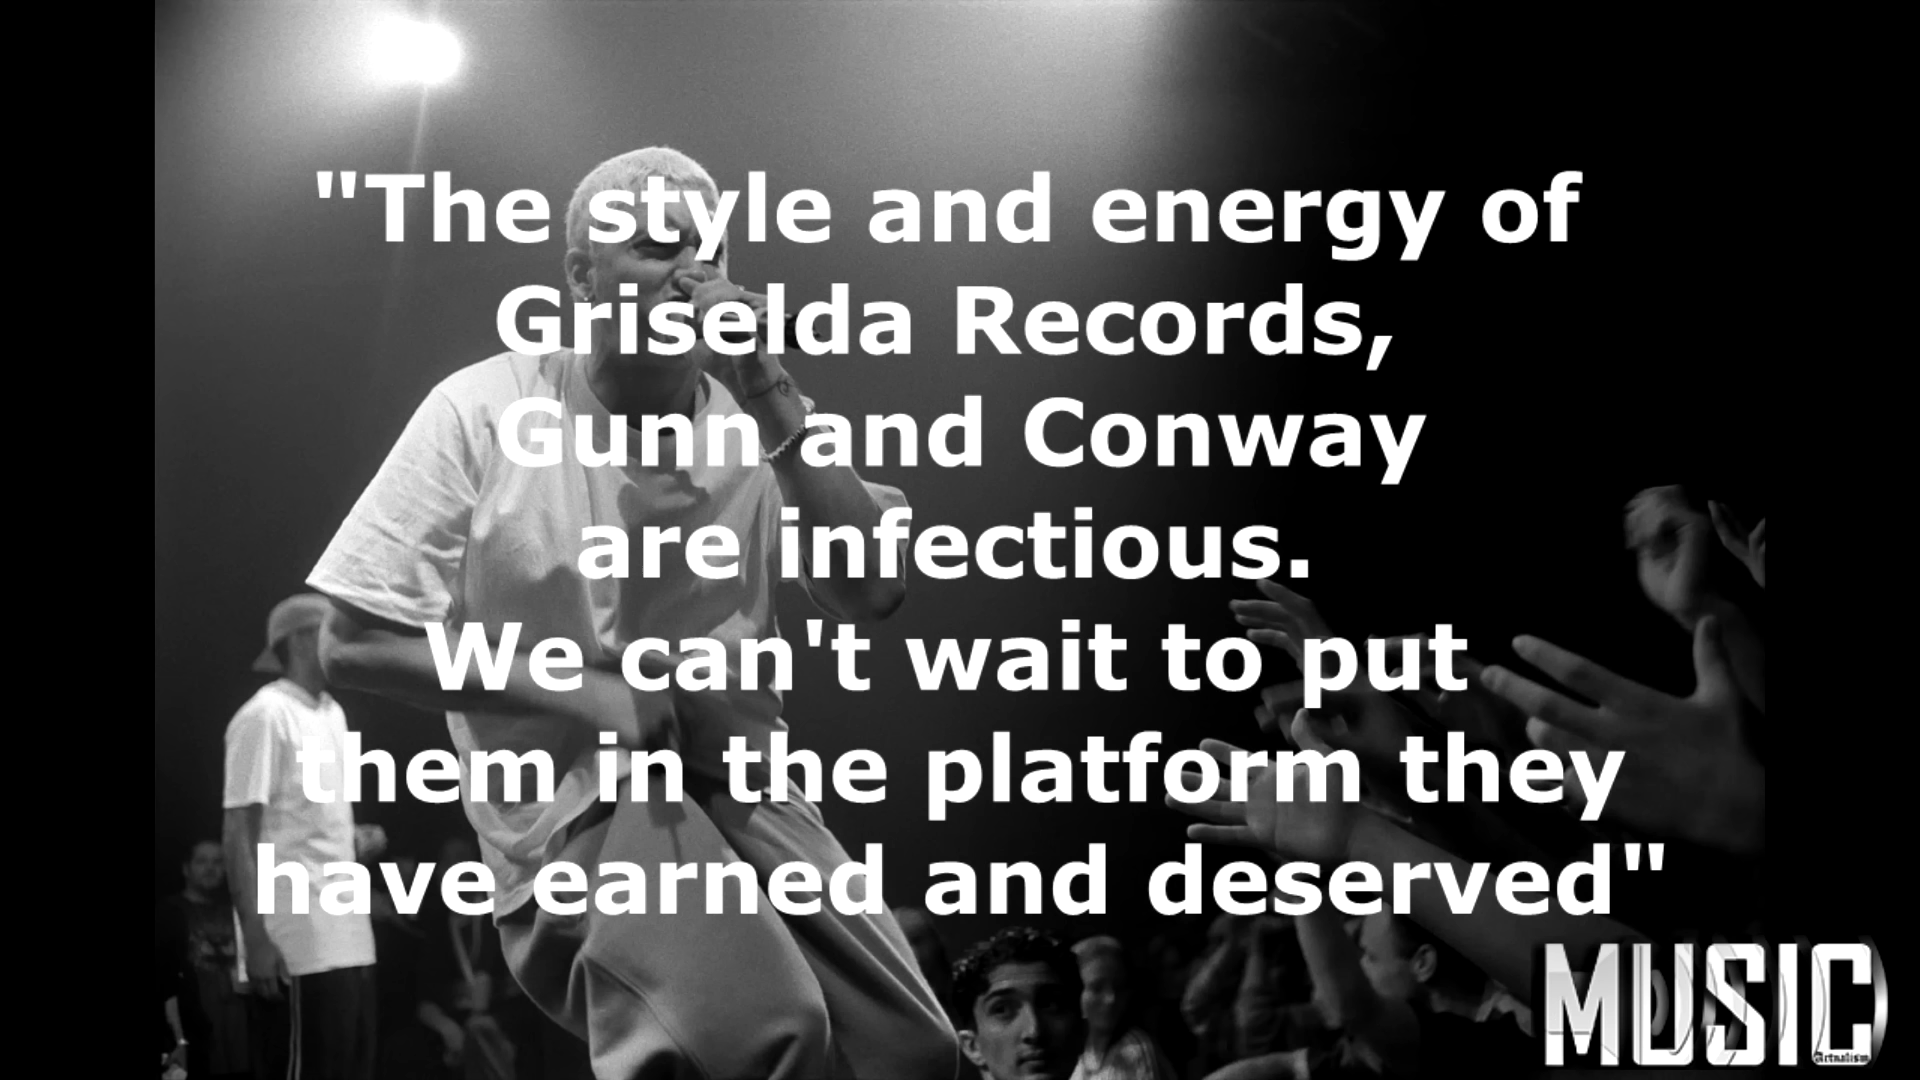 "The style and energy of
Griselda Records,
Gunn and Conway
are infectious.
We can't wait to put
them in the platform they
have earned and deserved"
MUSIC
Artnalism